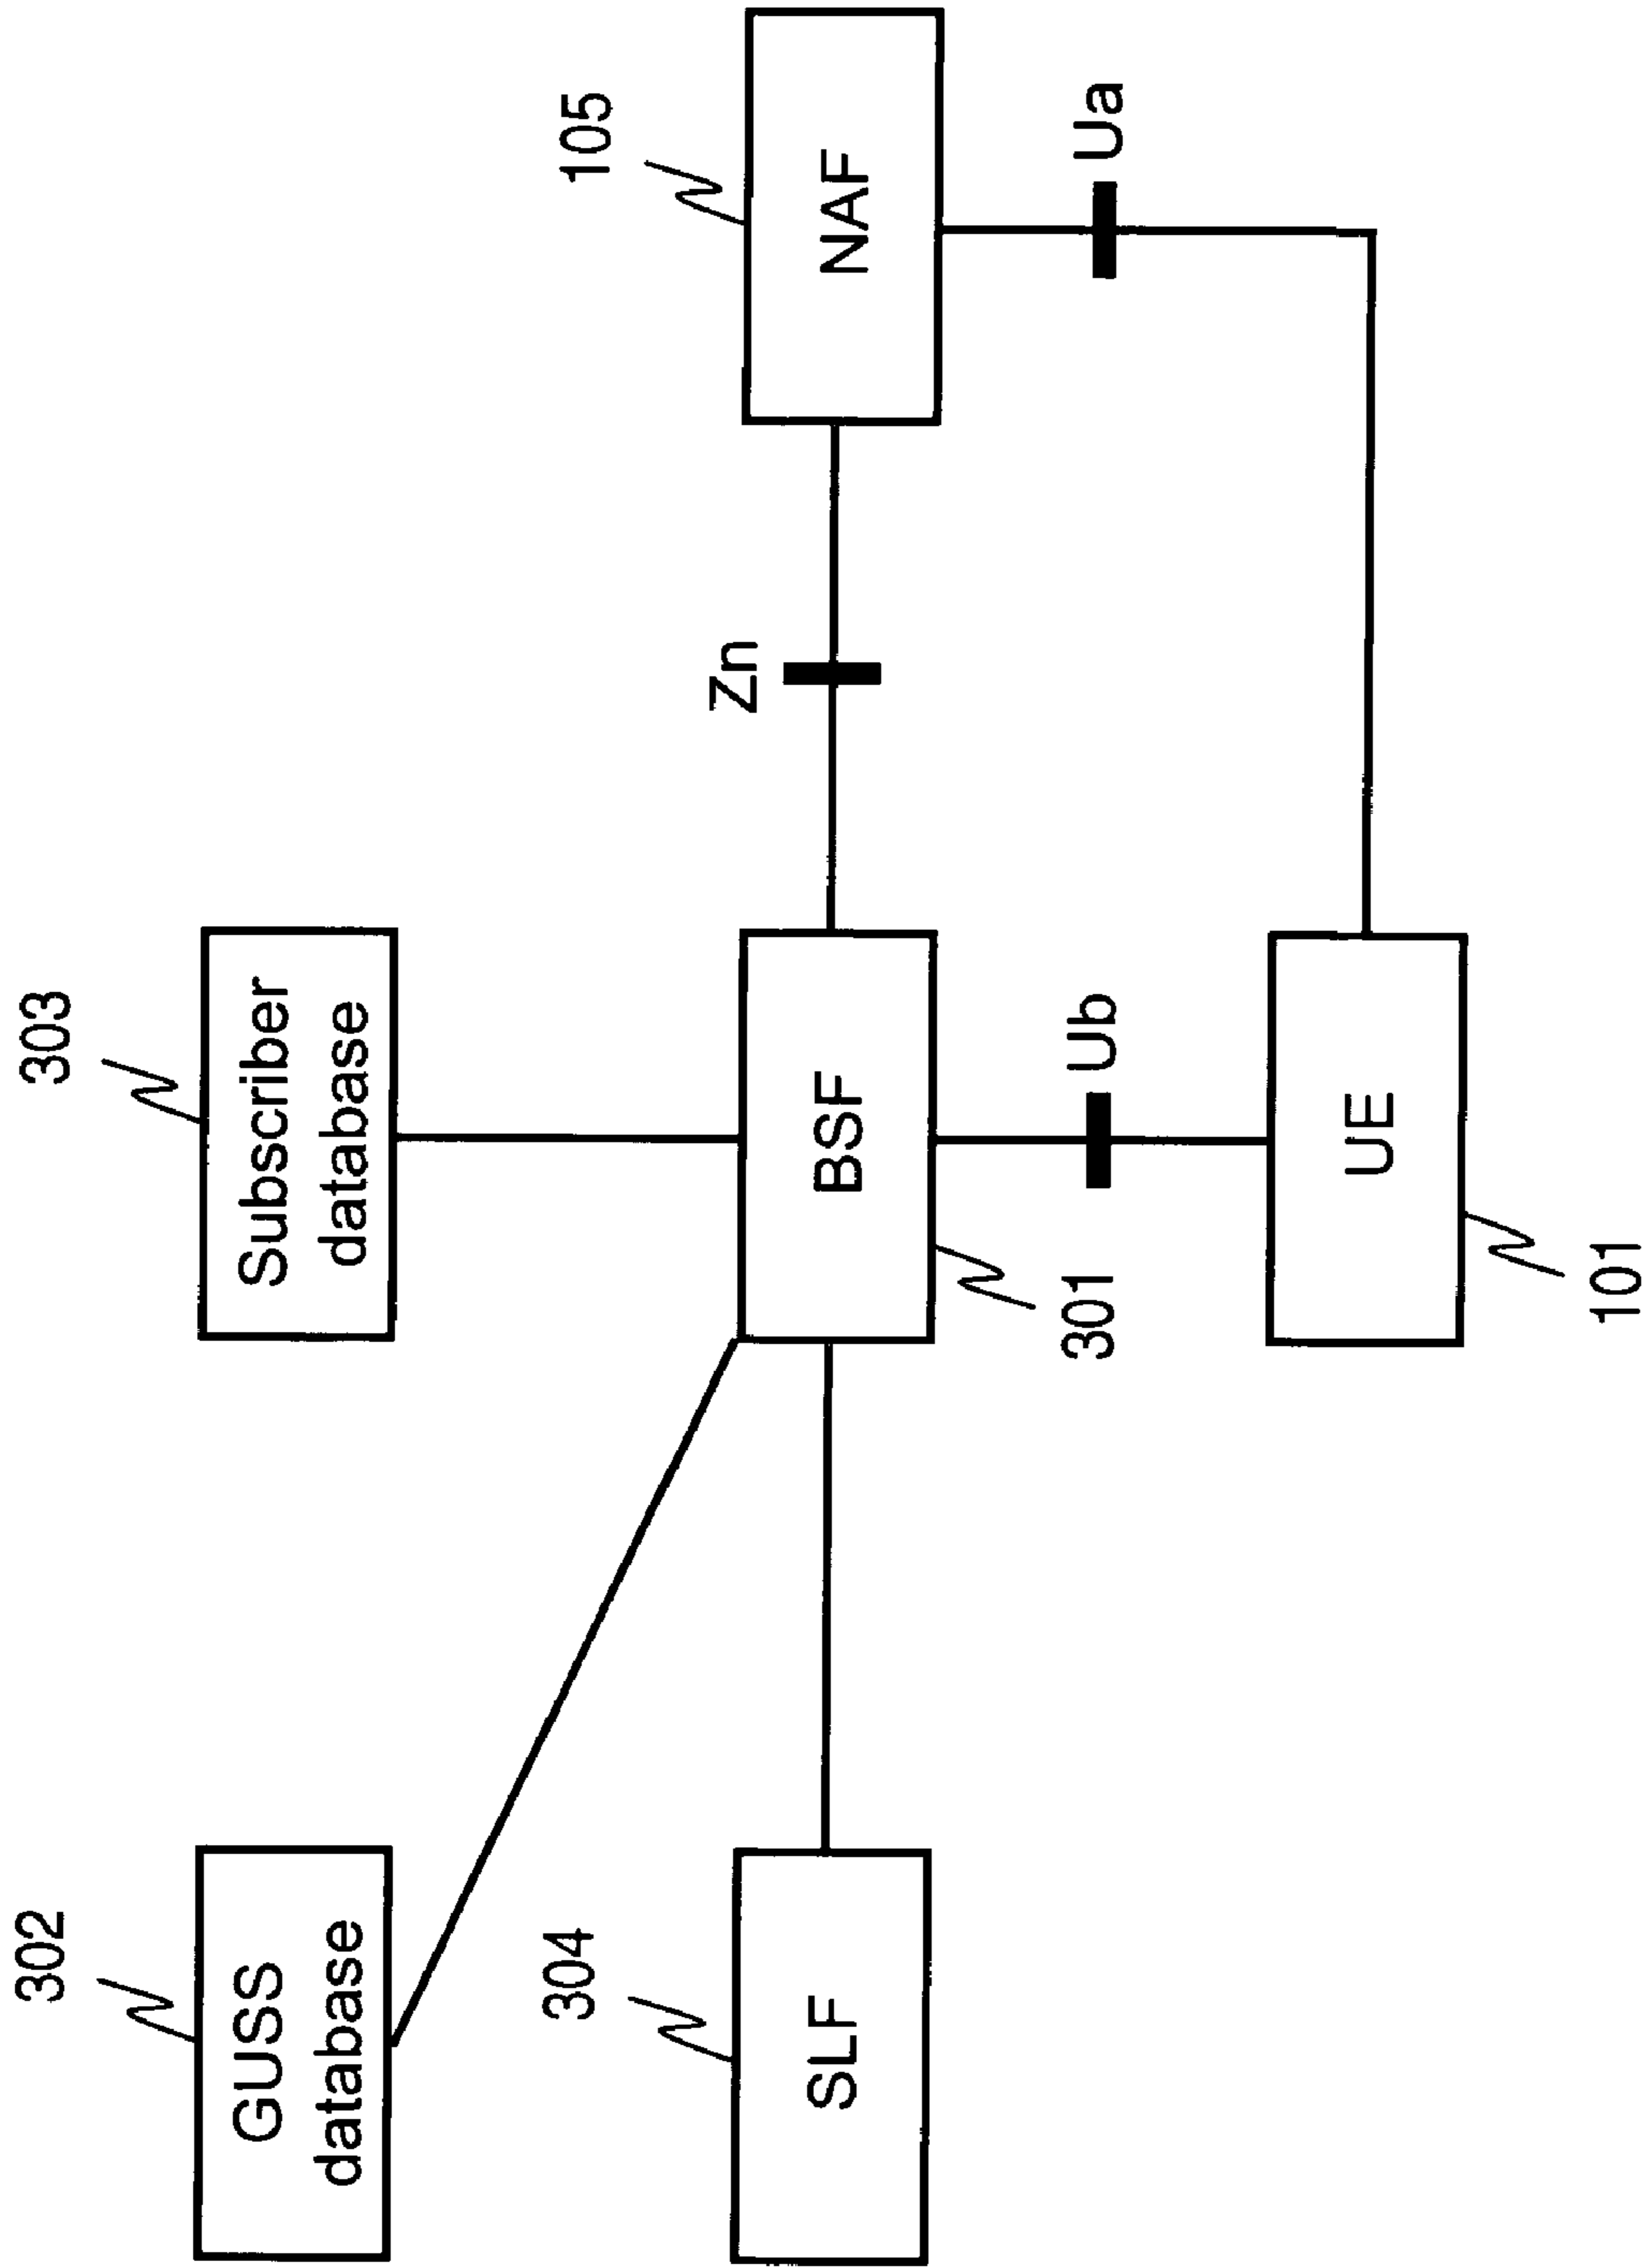 302
303
GUSS
database
Subscriber
database
304
105
SLF
BSF
Zn
NAF
301
Ub
Ua
UE
101